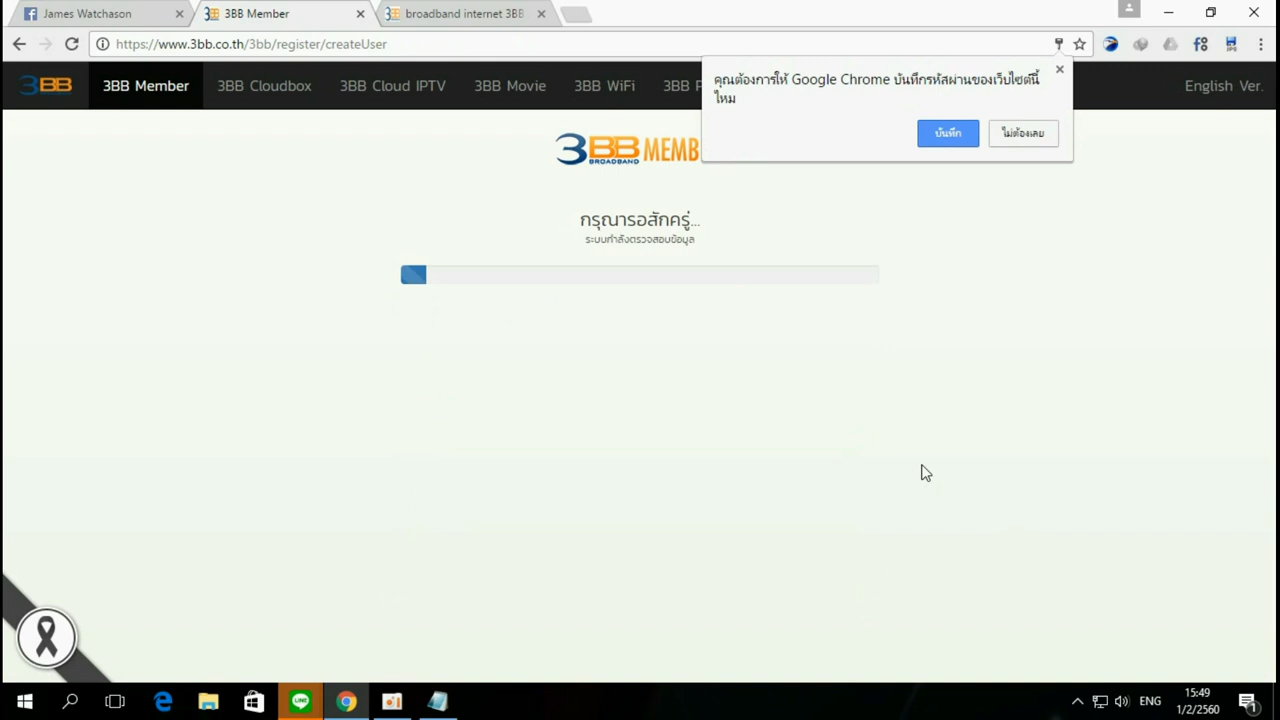 James Watchason
3BB Member
broadband internet 3BB
https://www.3bb.co.th/3bb/register/createUser
3BB
3BB Member
3BB Cloudbox
3BB Cloud IPTV
3BB Movie
3BB WiFi
3BB
English Ver.
คุณต้องการให้ Google Chrome บันทึกรหัสผ่านของเว็บไซต์นี้
ไหม
บันทึก
ไม่ต้องเลย
3BB MEMB
BROADBAND
กรุณารอสักครู่...
ระบบกำลังตรวจสอบข้อมูล
LINE
ENG
15:49
1/2/2560
1